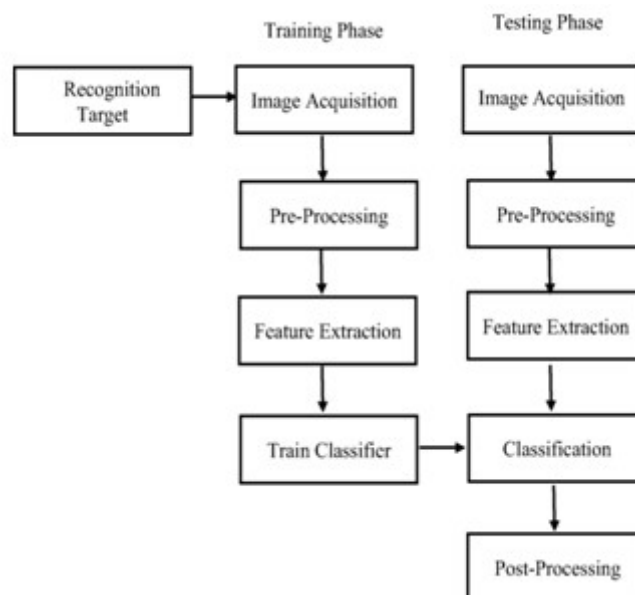 Training Phase
Testing Phase
Recognition
Target
Image Acquisition
Image Acquisition
Pre-Processing
Pre-Processing
Feature Extraction
Feature Extraction
Train Classifier
Classification
Post-Processing